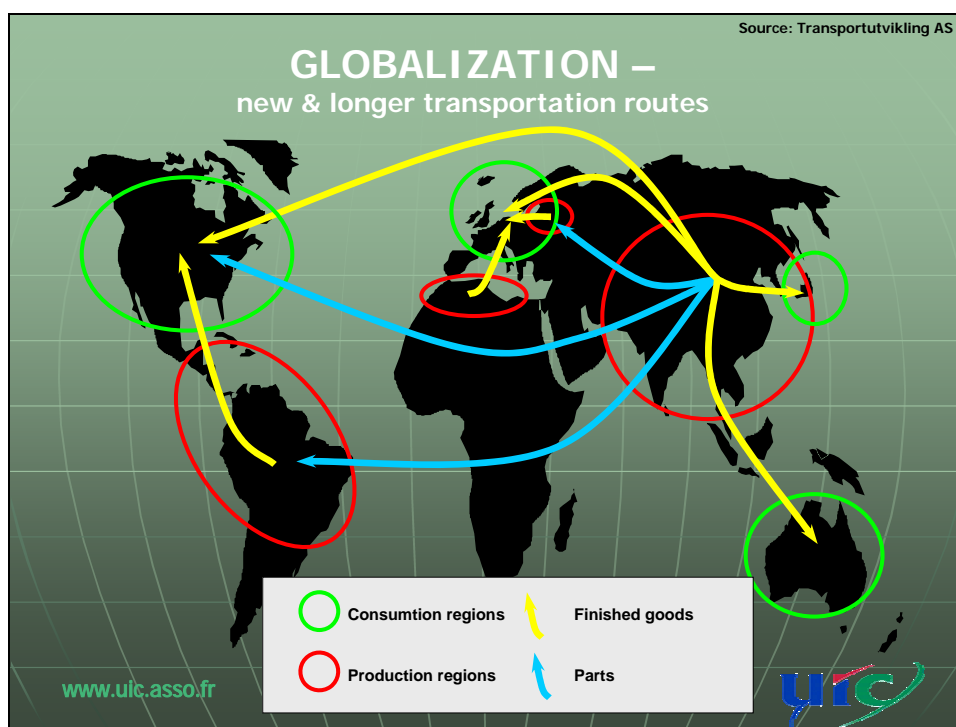 Source: Transportutvikling AS
GLOBALIZATION –
new & longer transportation routes
Consumtion regions
Finished goods
Production regions
Parts
www.uic.asso.fr
uic